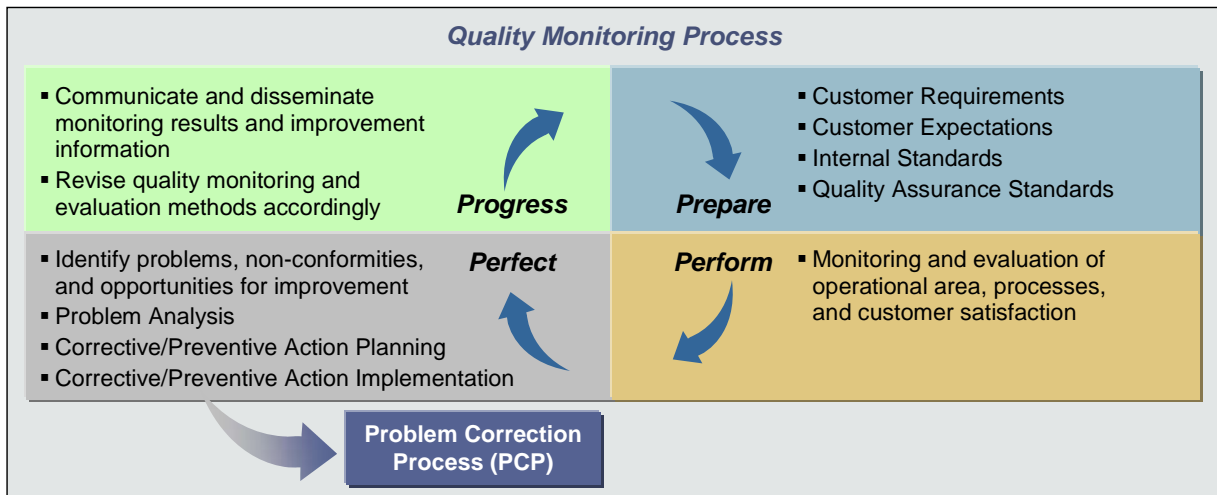 Quality Monitoring Process
▪ Communicate and disseminate
monitoring results and improvement
information
▪ Revise quality monitoring and
evaluation methods accordingly
Progress
Prepare
▪ Customer Requirements
▪ Customer Expectations
▪ Internal Standards
▪ Quality Assurance Standards
▪ Identify problems, non-conformities,
and opportunities for improvement
▪ Problem Analysis
▪ Corrective/Preventive Action Planning
▪ Corrective/Preventive Action Implementation
Perfect
Perform
▪ Monitoring and evaluation of
operational area, processes,
and customer satisfaction
Problem Correction
Process (PCP)